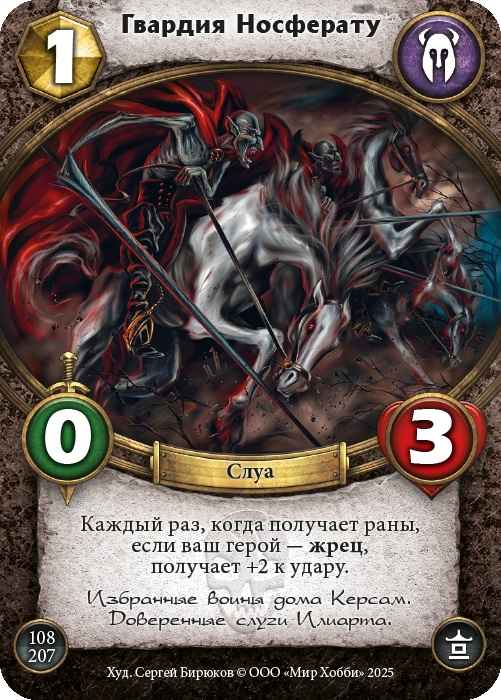 Гвардия Носферату
1
0
3
Слуа
Каждый раз, когда получает раны,
если ваш герой — жрец,
получает +2 к удару.
Избранные воины дома Керсам.
Доверенные слуги Илиарта.
108
207
Худ. Сергей Бирюков © ООО «Мир Хобби» 2025